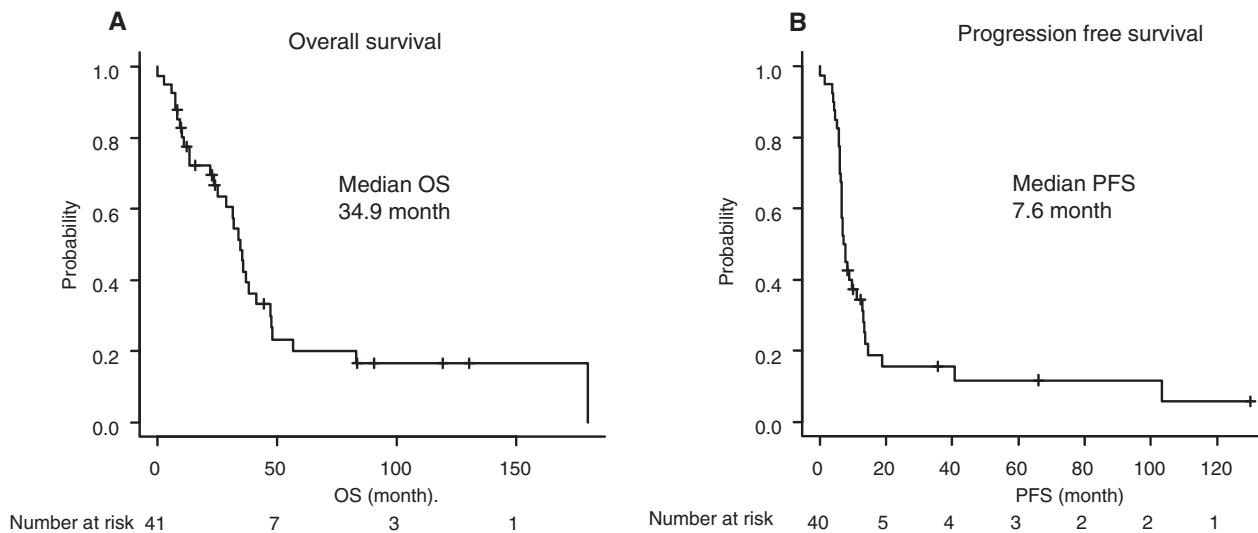 A
Overall survival
1.0
0.8
0.6
0.4
0.2
0.0
Probability
Median OS
34.9 month
0 50 100 150
OS (month).
Number at risk 41 7 3 1
B
Progression free survival
1.0
0.8
0.6
0.4
0.2
0.0
Probability
Median PFS
7.6 month
0 20 40 60 80 100 120
PFS (month)
Number at risk 40 5 4 3 2 2 1